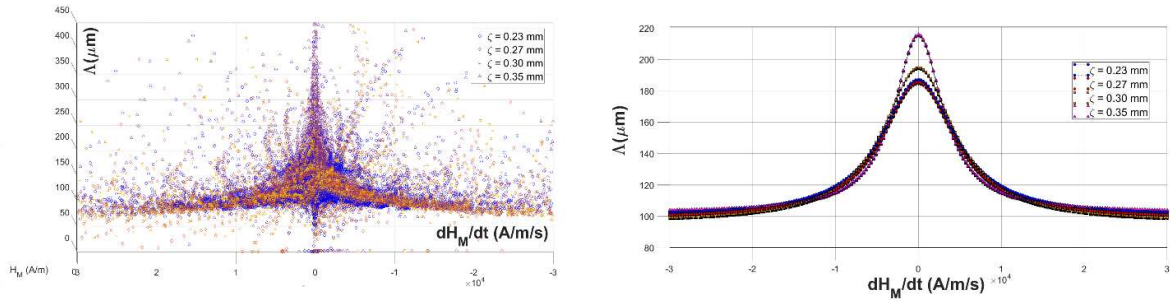 450
400
350
300
250
200
150
100
50
0
Λ (μm)
ζ = 0.23 mm
ζ = 0.27 mm
ζ = 0.30 mm
ζ = 0.35 mm
dH_M/dt (A/m/s)
H_M (A/m)
3 2 1 0 -1 -2 -3
×10^4
220
200
180
160
140
120
100
80
Λ (μm)
ζ = 0.23 mm
ζ = 0.27 mm
ζ = 0.30 mm
ζ = 0.35 mm
-3 -2 -1 0 1 2 3
dH_M/dt (A/m/s)
×10^4